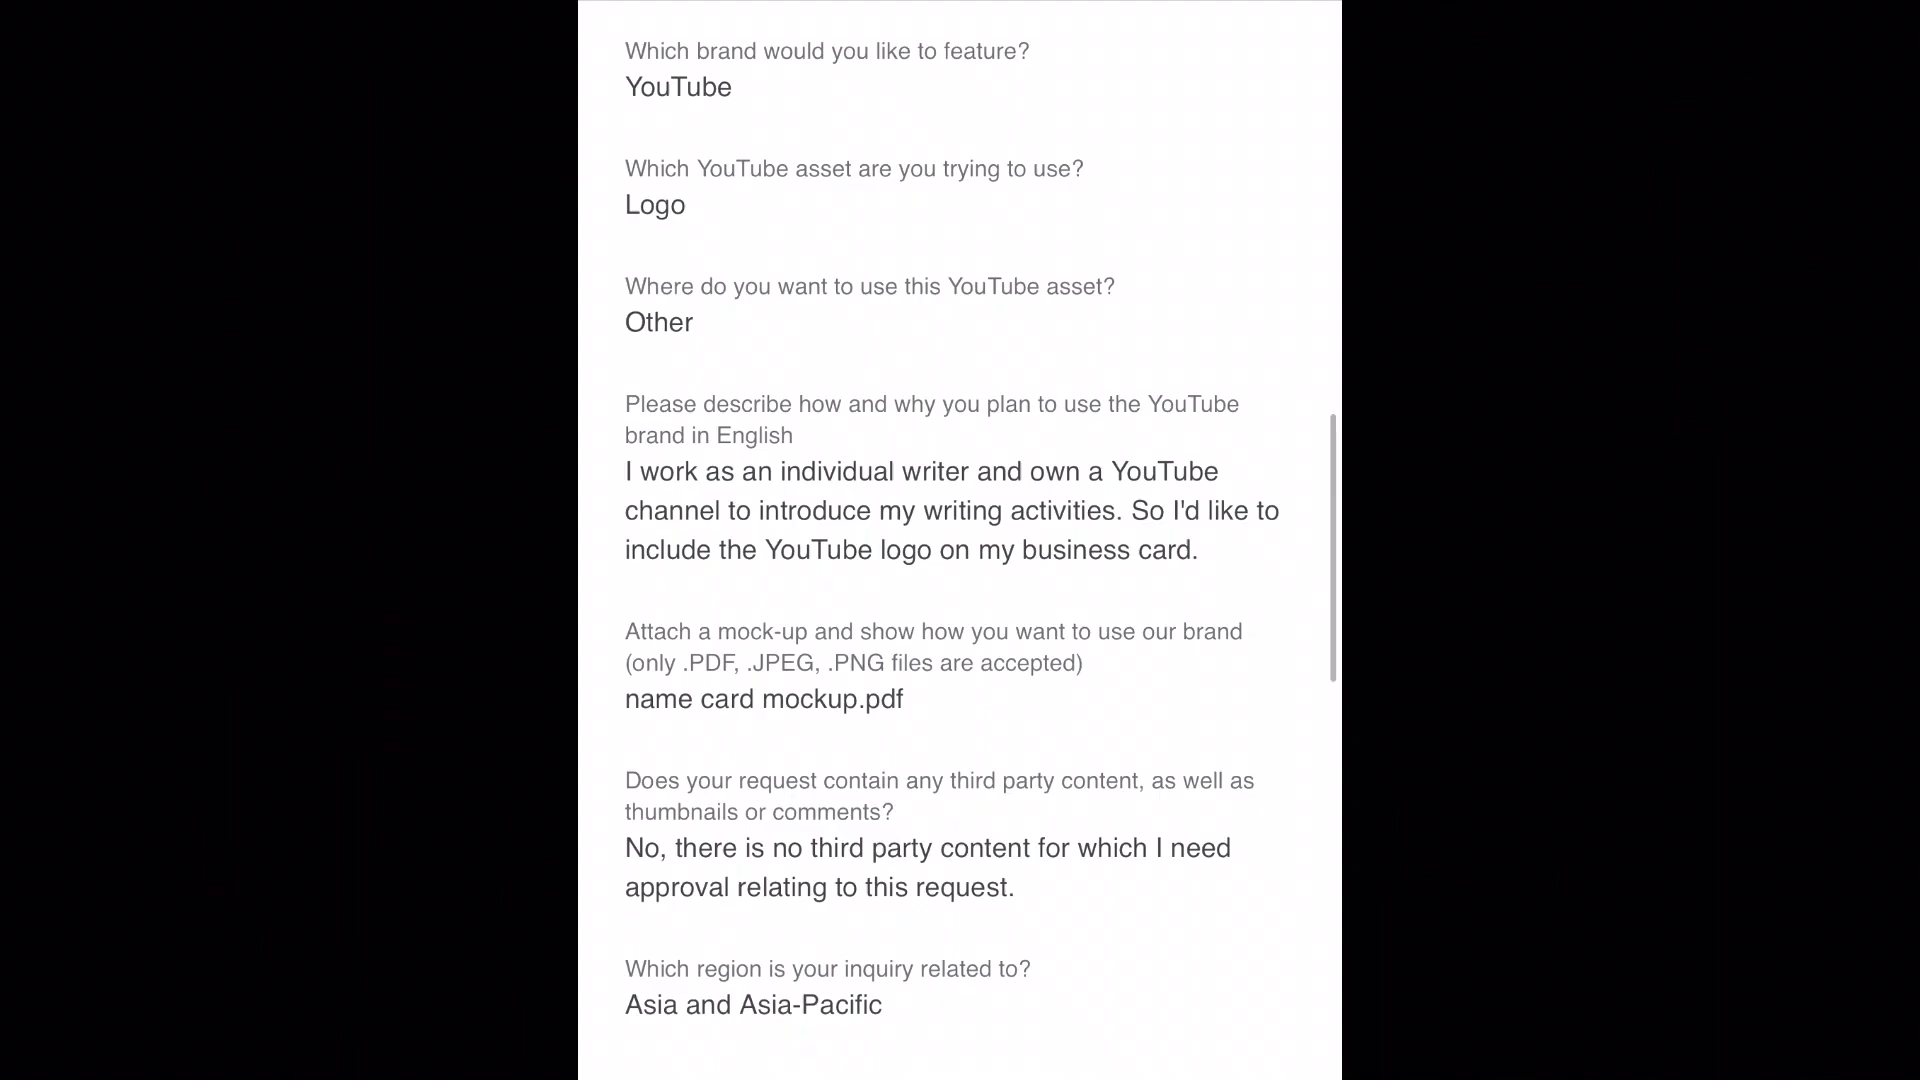 Which brand would you like to feature?
YouTube
Which YouTube asset are you trying to use?
Logo
Where do you want to use this YouTube asset?
Other
Please describe how and why you plan to use the YouTube
brand in English
I work as an individual writer and own a YouTube
channel to introduce my writing activities. So I'd like to
include the YouTube logo on my business card.
Attach a mock-up and show how you want to use our brand
(only .PDF, .JPEG, .PNG files are accepted)
name card mockup.pdf
Does your request contain any third party content, as well as
thumbnails or comments?
No, there is no third party content for which I need
approval relating to this request.
Which region is your inquiry related to?
Asia and Asia-Pacific